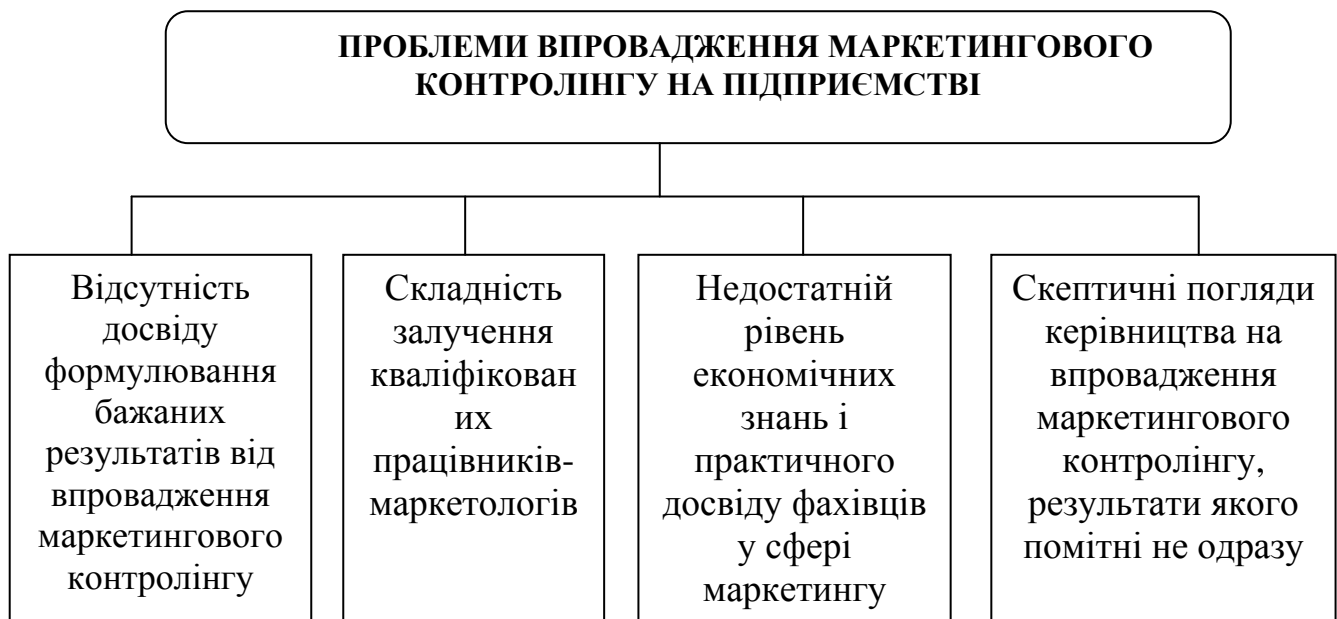 ПРОБЛЕМИ ВПРОВАДЖЕННЯ МАРКЕТИНГОВОГО
КОНТРОЛІНГУ НА ПІДПРИЄМСТВІ
Відсутність
досвіду
формулювання
бажаних
результатів від
впровадження
маркетингового
контролінгу
Складність
залучення
кваліфікован
их
працівників-
маркетологів
Недостатній
рівень
економічних
знань і
практичного
досвіду фахівців
у сфері
маркетингу
Скептичні погляди
керівництва на
впровадження
маркетингового
контролінгу,
результати якого
помітні не одразу